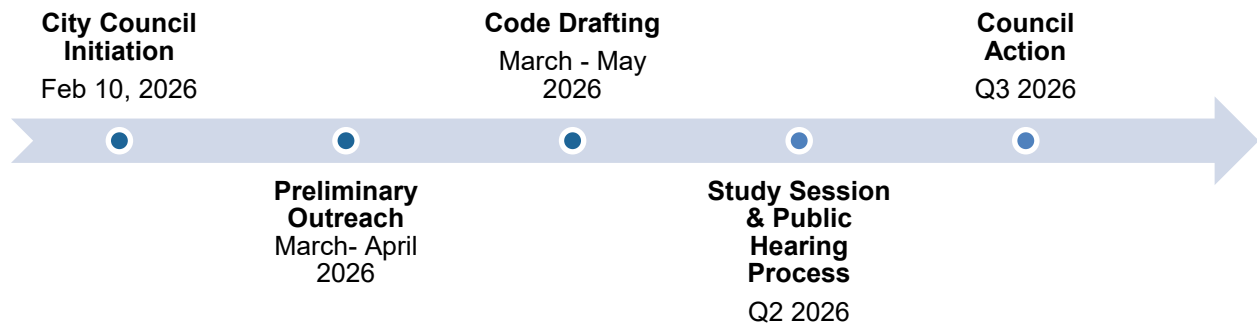 City Council
Initiation
Feb 10, 2026
Preliminary
Outreach
March- April
2026
Code Drafting
March - May
2026
Study Session
& Public
Hearing
Process
Q2 2026
Council
Action
Q3 2026